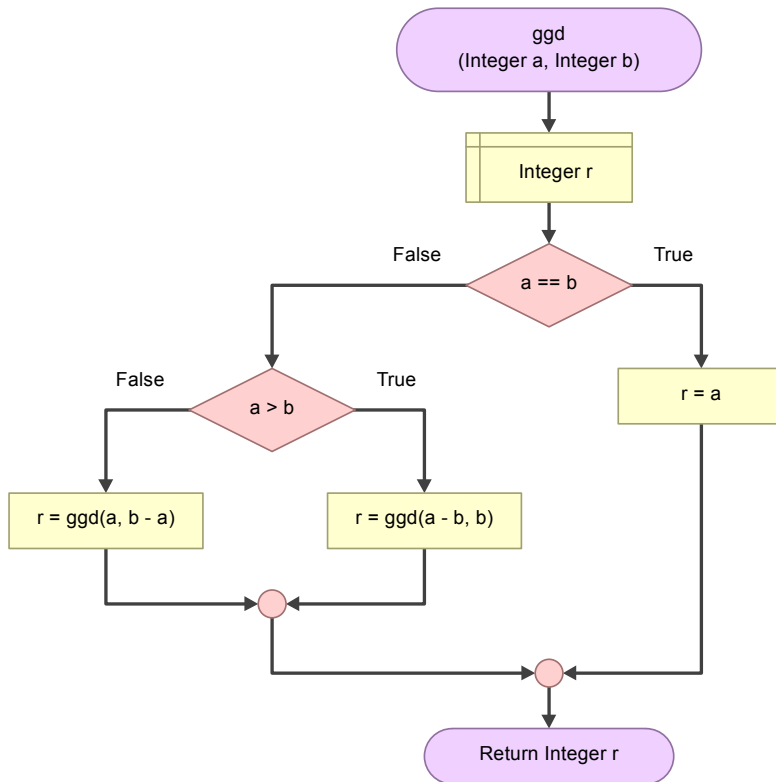 ggd
(Integer a, Integer b)
Integer r
False
True
a == b
False
True
a > b
r = a
r = ggd(a, b - a)
r = ggd(a - b, b)
Return Integer r